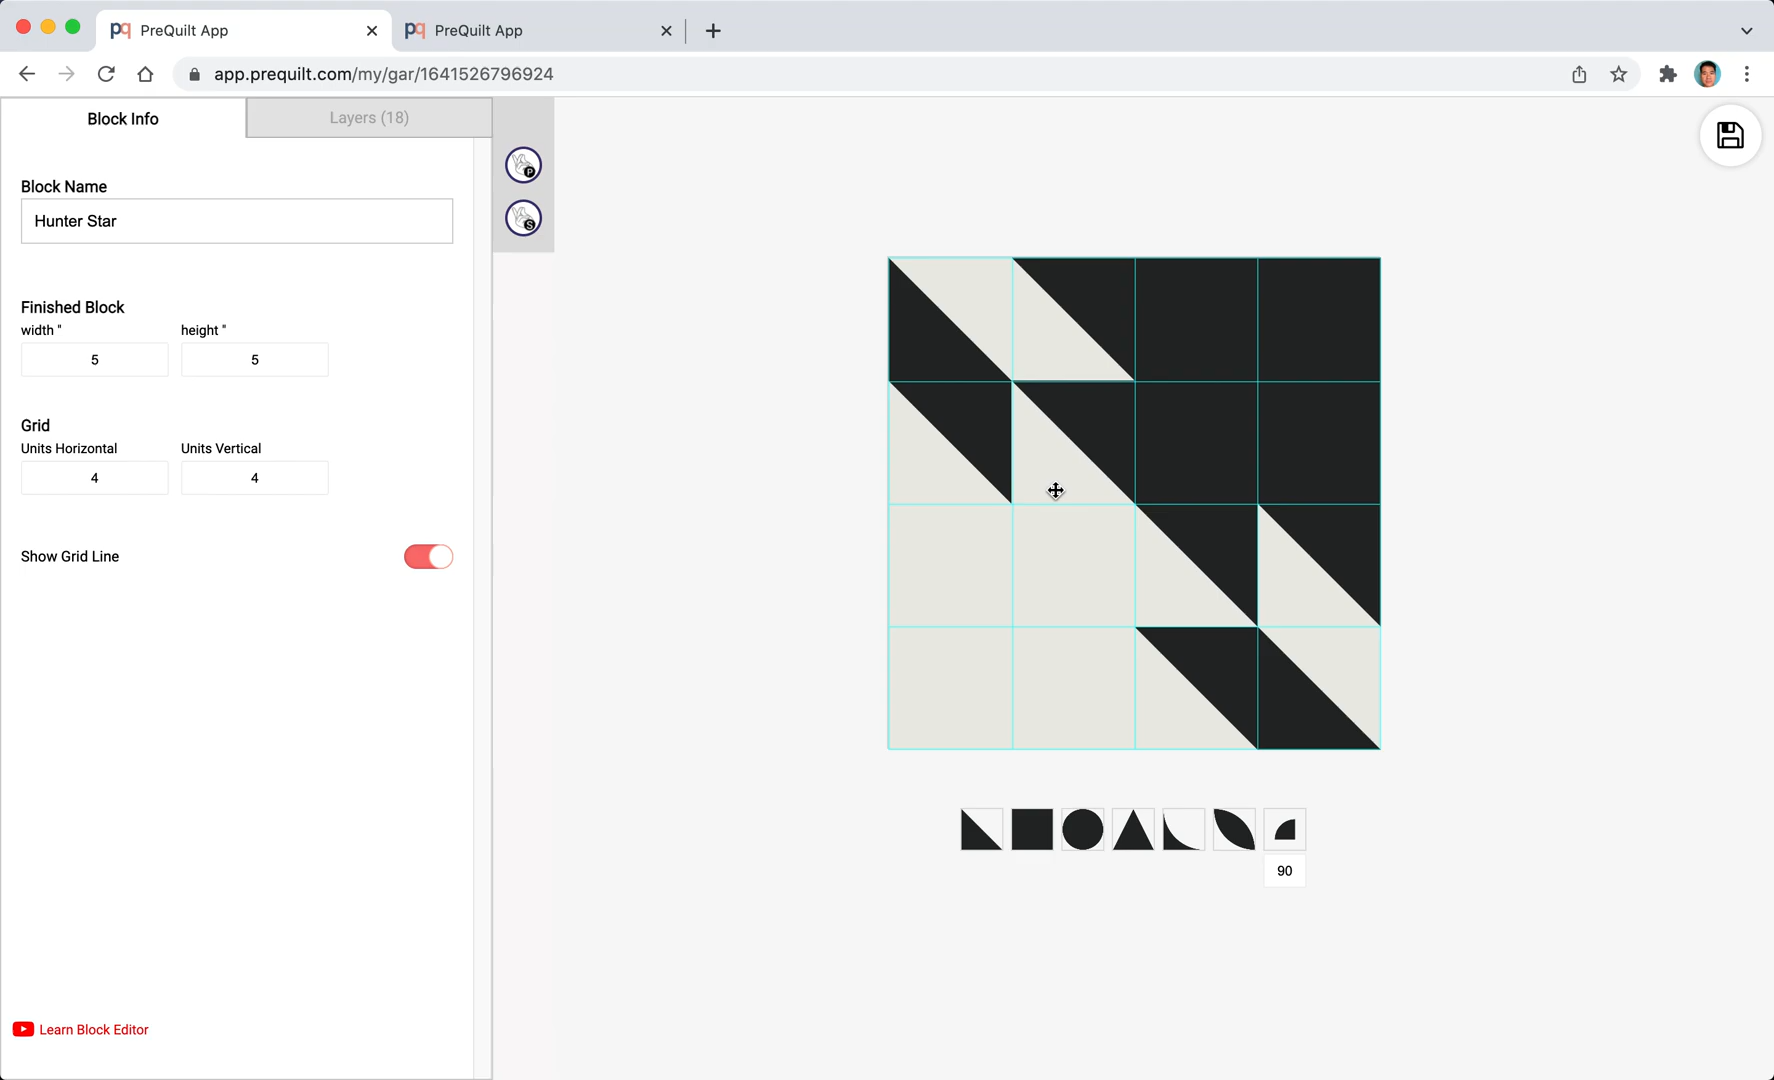 pq PreQuilt App
pq PreQuilt App
app.prequilt.com/my/gar/1641526796924
Block Info
Layers (18)
P
S
Block Name
Hunter Star
Finished Block
width " height "
5 5
Grid
Units Horizontal Units Vertical
4 4
Show Grid Line
90
Learn Block Editor